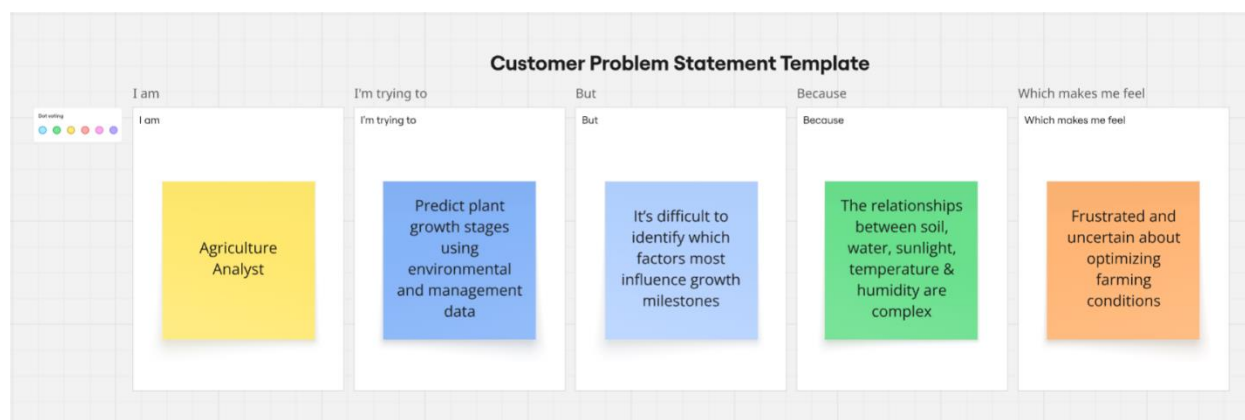 Customer Problem Statement Template
I am
I'm trying to
But
Because
Which makes me feel
Dot voting
I am
I'm trying to
But
Because
Which makes me feel
Agriculture
Analyst
Predict plant
growth stages
using
environmental
and management
data
It's difficult to
identify which
factors most
influence growth
milestones
The relationships
between soil,
water, sunlight,
temperature &
humidity are
complex
Frustrated and
uncertain about
optimizing
farming
conditions